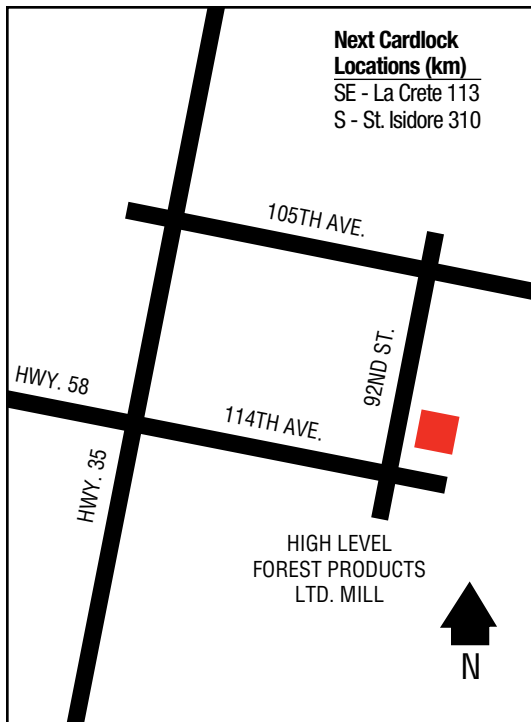 Next Cardlock
Locations (km)
SE - La Crete 113
S - St. Isidore 310
105TH AVE.
92ND ST.
HWY. 58
114TH AVE.
HWY. 35
HIGH LEVEL
FOREST PRODUCTS
LTD. MILL
N